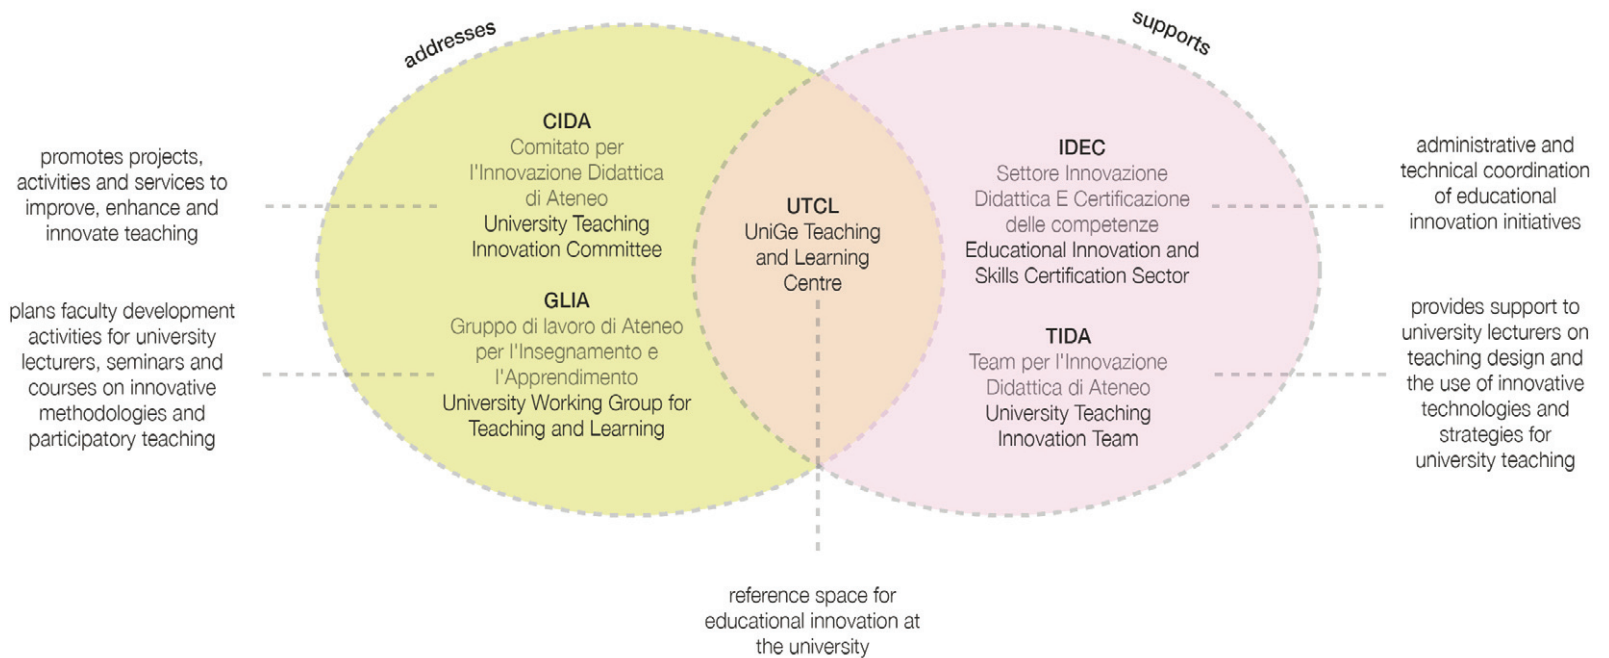 addresses
supports
promotes projects,
activities and services to
improve, enhance and
innovate teaching
plans faculty development
activities for university
lecturers, seminars and
courses on innovative
methodologies and
participatory teaching
CIDA
Comitato per
l'Innovazione Didattica
di Ateneo
University Teaching
Innovation Committee
GLIA
Gruppo di lavoro di Ateneo
per l'Insegnamento e
l'Apprendimento
University Working Group for
Teaching and Learning
UTCL
UniGe Teaching
and Learning
Centre
IDEC
Settore Innovazione
Didattica E Certificazione
delle competenze
Educational Innovation and
Skills Certification Sector
TIDA
Team per l'Innovazione
Didattica di Ateneo
University Teaching
Innovation Team
administrative and
technical coordination
of educational
innovation initiatives
provides support to
university lecturers on
teaching design and
the use of innovative
technologies and
strategies for
university teaching
reference space for
educational innovation at
the university